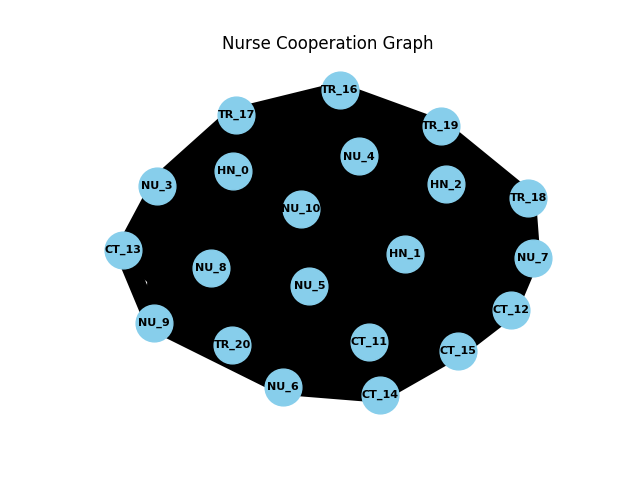 Nurse Cooperation Graph
TR_16
TR_17
TR_19
NU_4
HN_0
HN_2
NU_3
TR_18
NU_10
CT_13
HN_1
NU_7
NU_8
NU_5
CT_12
NU_9
CT_11
TR_20
CT_15
NU_6
CT_14